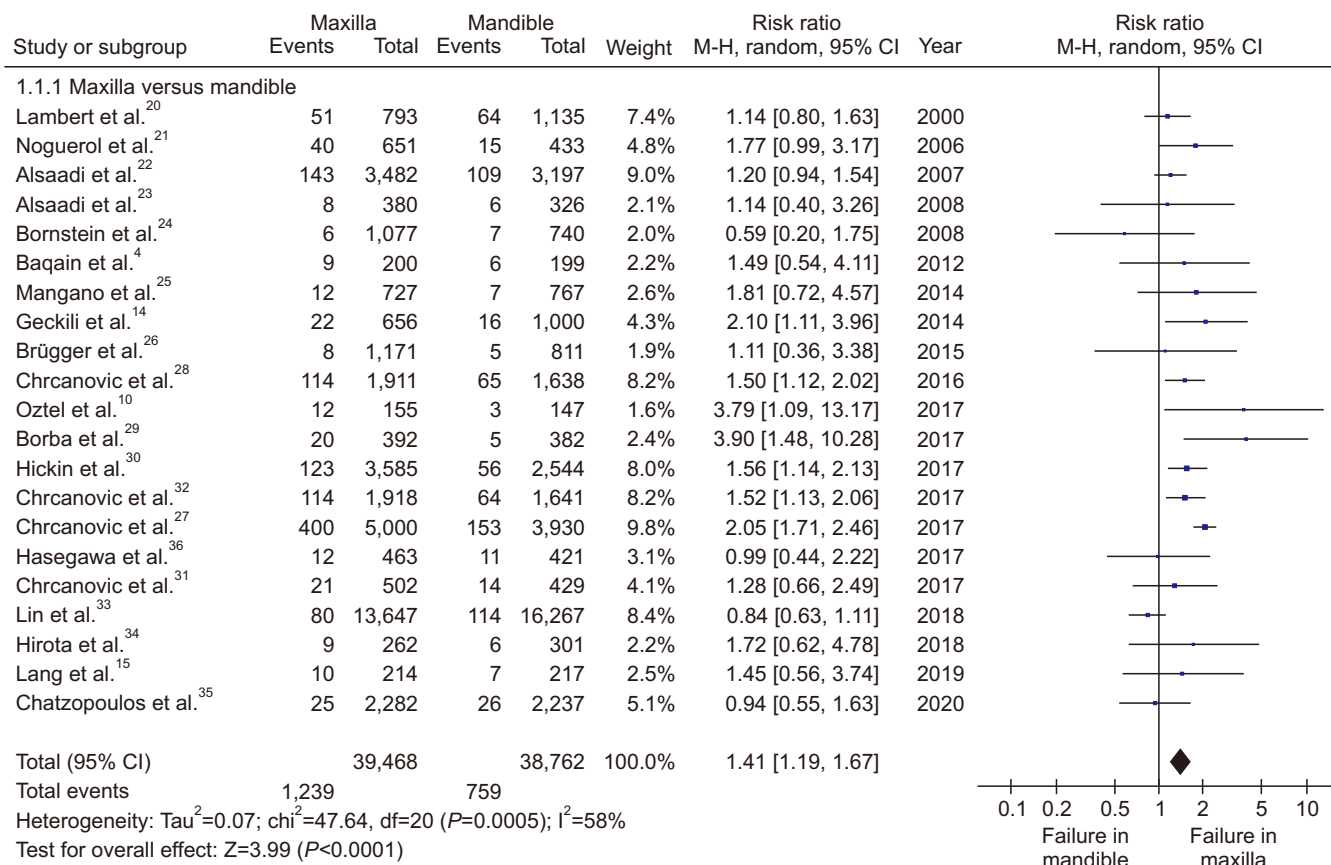 Maxilla Mandible Risk ratio Risk ratio
Study or subgroup Events Total Events Total Weight M-H, random, 95% CI Year M-H, random, 95% CI
1.1.1 Maxilla versus mandible
Lambert et al.20 51 793 64 1,135 7.4% 1.14 [0.80, 1.63] 2000
Noguerol et al.21 40 651 15 433 4.8% 1.77 [0.99, 3.17] 2006
Alsaadi et al.22 143 3,482 109 3,197 9.0% 1.20 [0.94, 1.54] 2007
Alsaadi et al.23 8 380 6 326 2.1% 1.14 [0.40, 3.26] 2008
Bornstein et al.24 6 1,077 7 740 2.0% 0.59 [0.20, 1.75] 2008
Baqain et al.4 9 200 6 199 2.2% 1.49 [0.54, 4.11] 2012
Mangano et al.25 12 727 7 767 2.6% 1.81 [0.72, 4.57] 2014
Geckili et al.14 22 656 16 1,000 4.3% 2.10 [1.11, 3.96] 2014
Brügger et al.26 8 1,171 5 811 1.9% 1.11 [0.36, 3.38] 2015
Chrcanovic et al.28 114 1,911 65 1,638 8.2% 1.50 [1.12, 2.02] 2016
Oztel et al.10 12 155 3 147 1.6% 3.79 [1.09, 13.17] 2017
Borba et al.29 20 392 5 382 2.4% 3.90 [1.48, 10.28] 2017
Hickin et al.30 123 3,585 56 2,544 8.0% 1.56 [1.14, 2.13] 2017
Chrcanovic et al.32 114 1,918 64 1,641 8.2% 1.52 [1.13, 2.06] 2017
Chrcanovic et al.27 400 5,000 153 3,930 9.8% 2.05 [1.71, 2.46] 2017
Hasegawa et al.36 12 463 11 421 3.1% 0.99 [0.44, 2.22] 2017
Chrcanovic et al.31 21 502 14 429 4.1% 1.28 [0.66, 2.49] 2017
Lin et al.33 80 13,647 114 16,267 8.4% 0.84 [0.63, 1.11] 2018
Hirota et al.34 9 262 6 301 2.2% 1.72 [0.62, 4.78] 2018
Lang et al.15 10 214 7 217 2.5% 1.45 [0.56, 3.74] 2019
Chatzopoulos et al.35 25 2,282 26 2,237 5.1% 0.94 [0.55, 1.63] 2020
Total (95% CI) 39,468 38,762 100.0% 1.41 [1.19, 1.67]
Total events 1,239 759
0.1 0.2 0.5 1 2 5 10
Heterogeneity: Tau2=0.07; chi2=47.64, df=20 (P=0.0005); I2=58%
Test for overall effect: Z=3.99 (P<0.0001)
Failure in Failure in
mandible maxilla